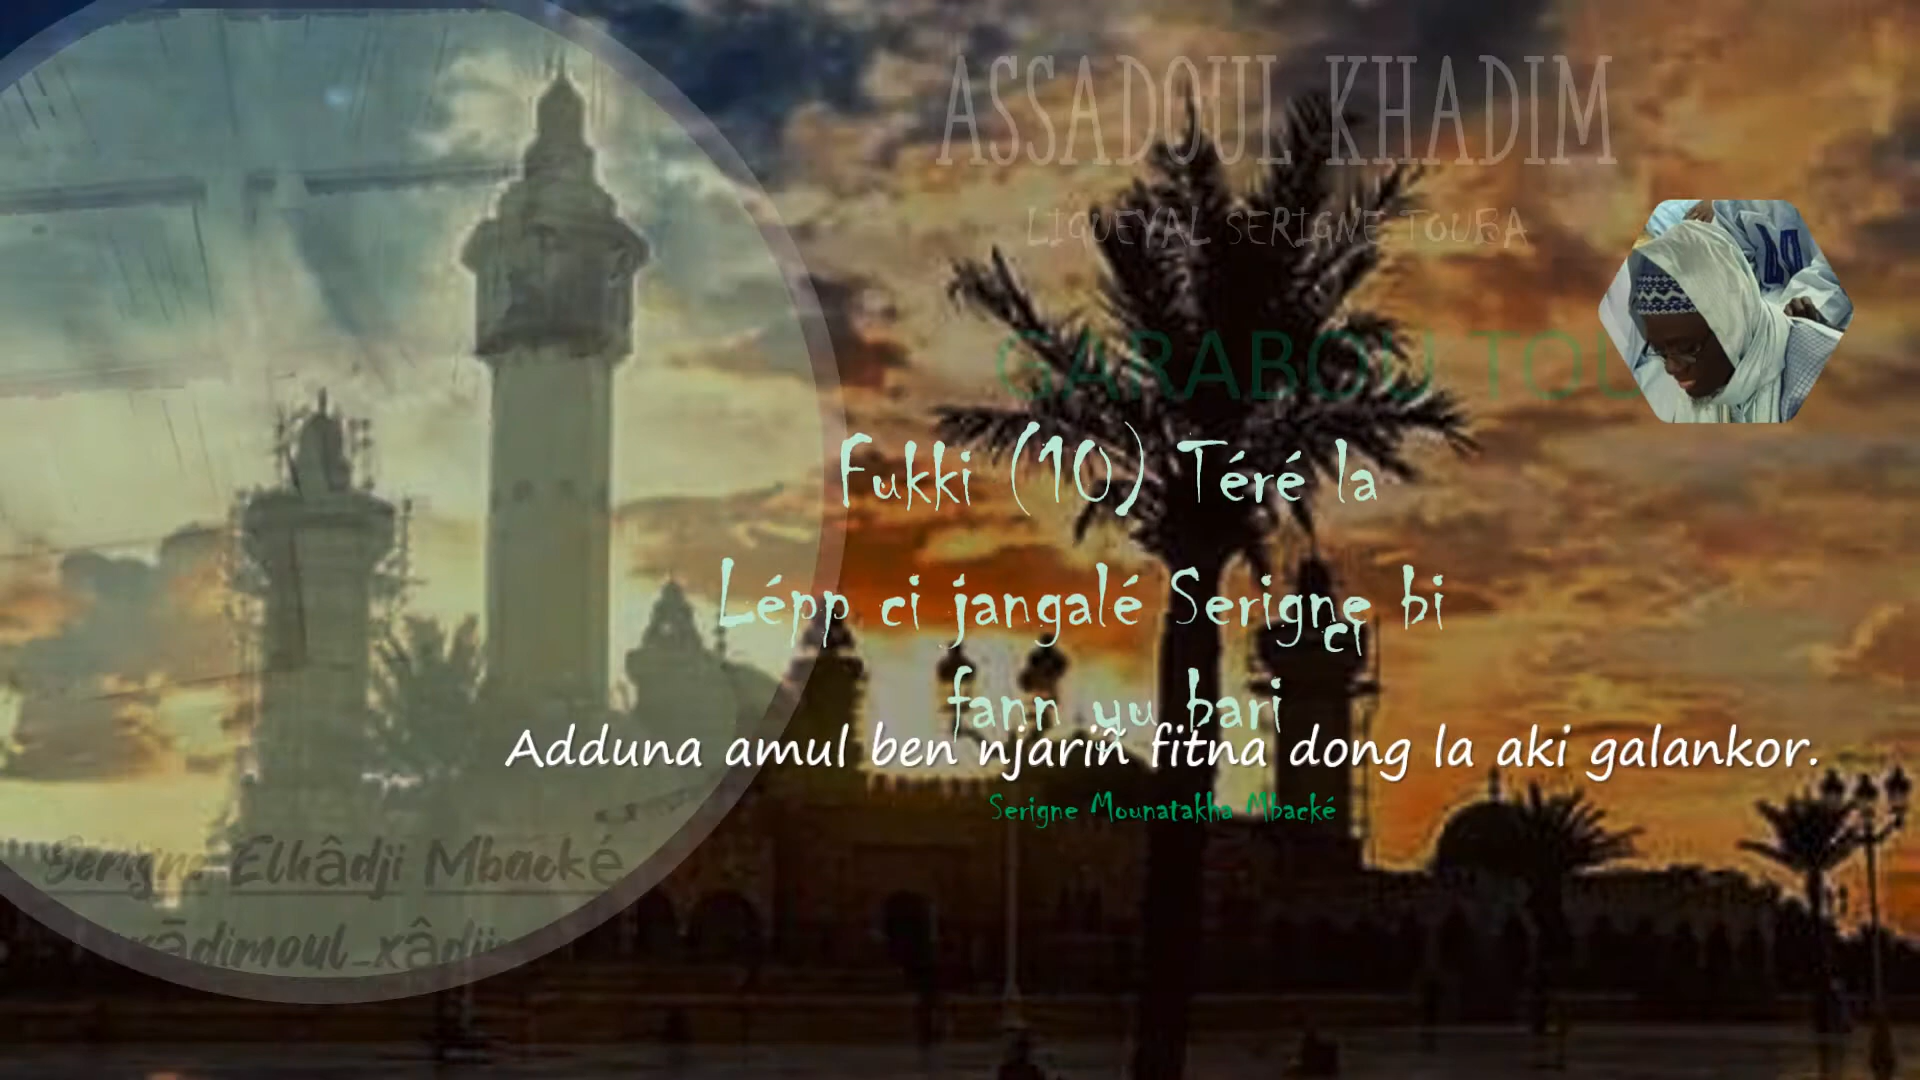 ASSADOUL KHADIM
LIGUEYAL SERIGNE TOUBA
GARABOU
Fukki (10) Téré la
Lépp ci jangalé Serigne bi
ci
fann yu bari
Adduna amul ben njariñ fitna dong la aki galankor.
Serigne Mounatakha Mbacké
Serigne Elhâdji Mbacké